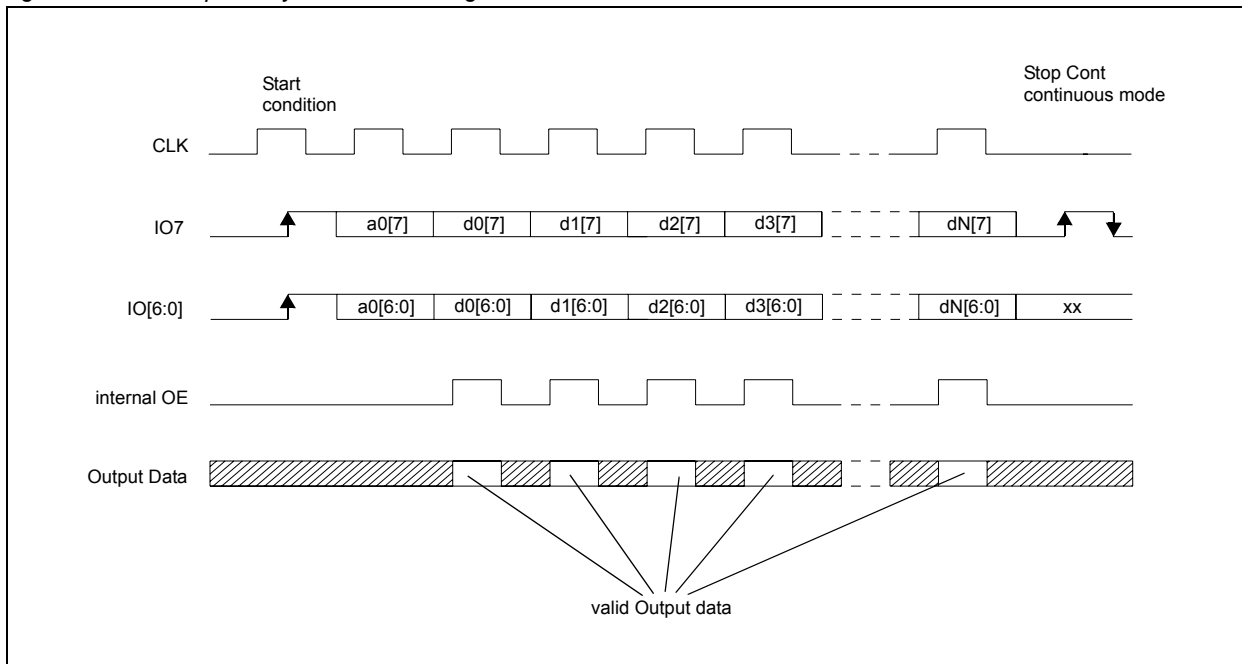 Start
condition
Stop Cont
continuous mode
CLK
IO7
a0[7] d0[7] d1[7] d2[7] d3[7] dN[7]
IO[6:0]
a0[6:0] d0[6:0] d1[6:0] d2[6:0] d3[6:0] dN[6:0] xx
internal OE
Output Data
valid Output data